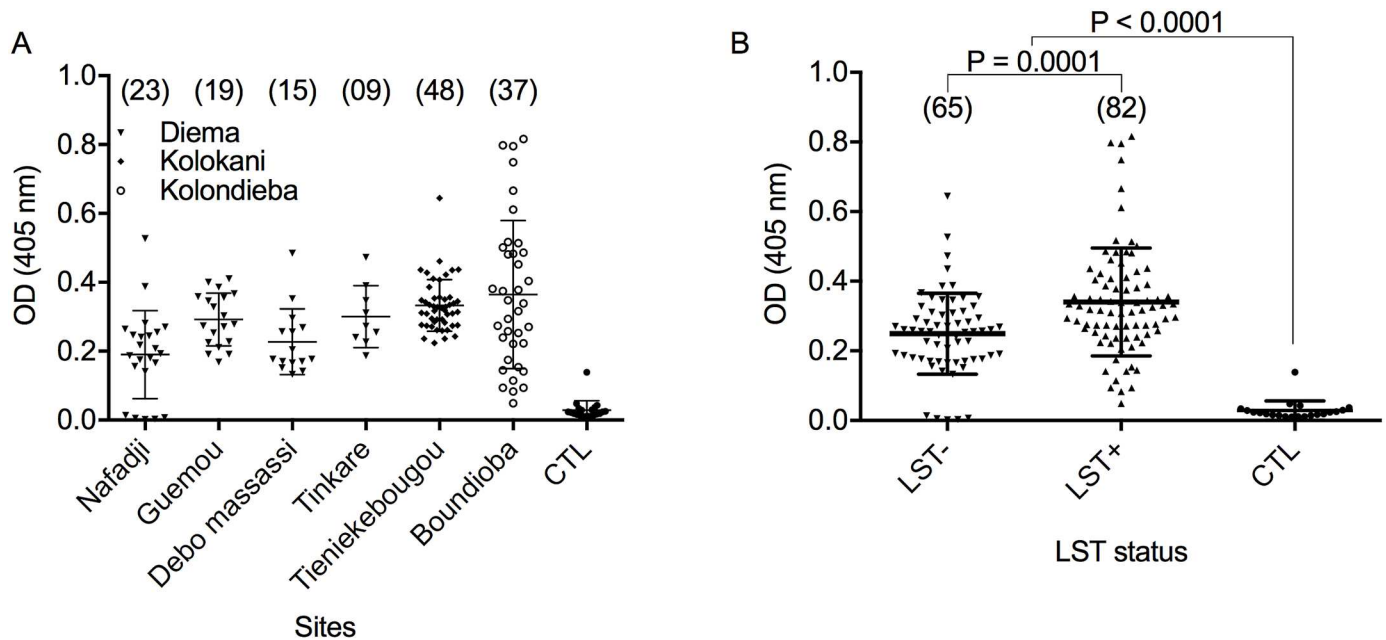 A
(23) (19) (15) (09) (48) (37)
Diema
Kolokani
Kolondieba
OD (405 nm)
1.0
0.8
0.6
0.4
0.2
0.0
Nafadji
Guemou
Debo massassi
Tinkare
Tieniekebougou
Boundioba
CTL
Sites
B
P < 0.0001
P = 0.0001
(65) (82)
OD (405 nm)
1.0
0.8
0.6
0.4
0.2
0.0
LST-
LST+
CTL
LST status